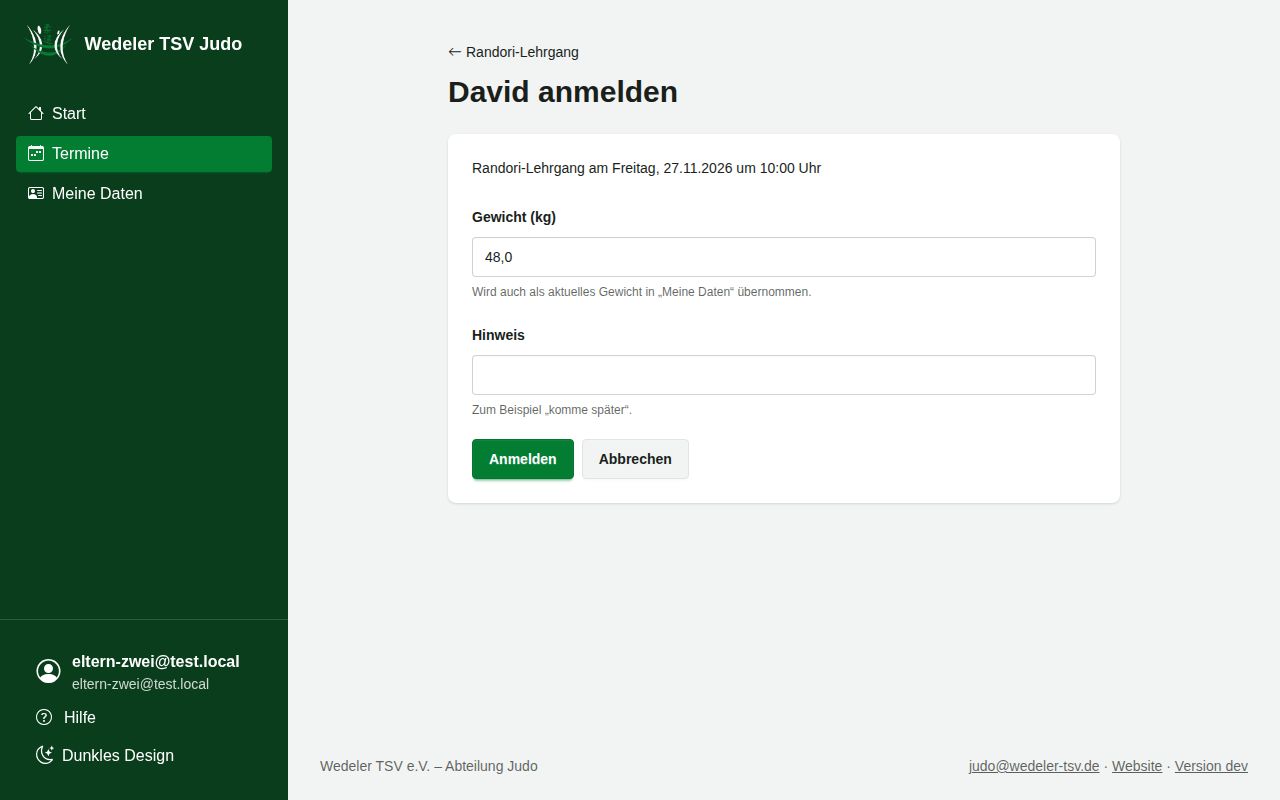 Wedeler TSV Judo
Start
Termine
Meine Daten
eltern-zwei@test.local
eltern-zwei@test.local
Hilfe
Dunkles Design
← Randori-Lehrgang
David anmelden
Randori-Lehrgang am Freitag, 27.11.2026 um 10:00 Uhr
Gewicht (kg)
48,0
Wird auch als aktuelles Gewicht in „Meine Daten“ übernommen.
Hinweis
Zum Beispiel „komme später“.
Anmelden Abbrechen
Wedeler TSV e.V. – Abteilung Judo
judo@wedeler-tsv.de · Website · Version dev